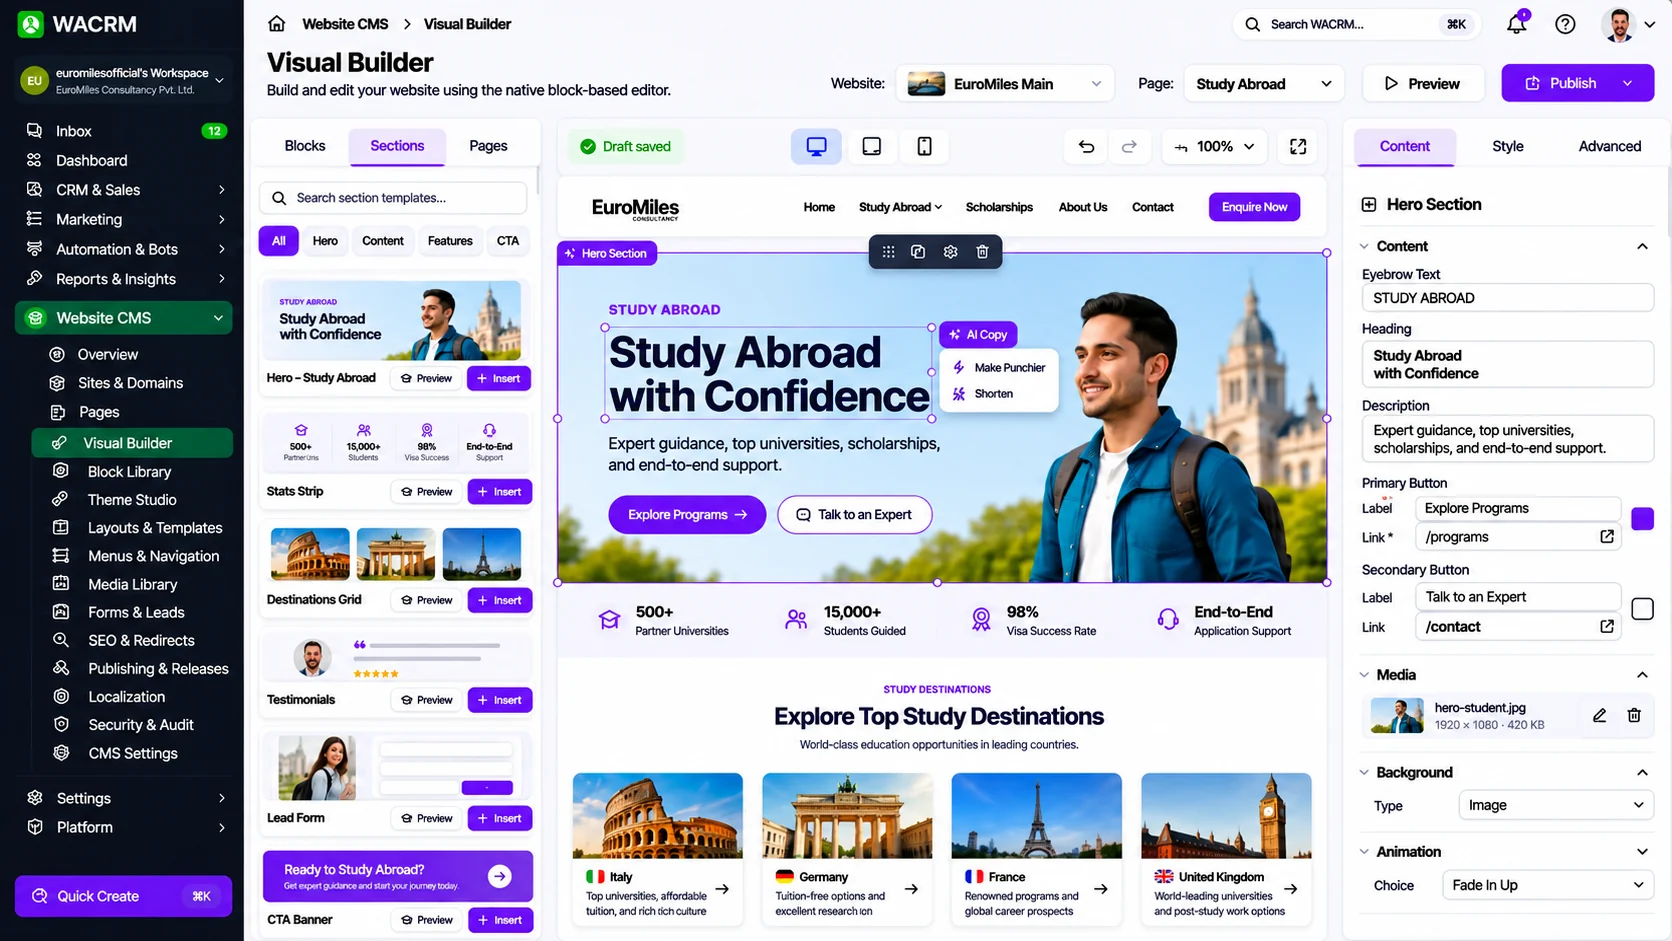 WACRM
EU
euromilesofficial's Workspace
EuroMiles Consultancy Pvt. Ltd.
Inbox
12
Dashboard
CRM & Sales
Marketing
Automation & Bots
Reports & Insights
Website CMS
Overview
Sites & Domains
Pages
Visual Builder
Block Library
Theme Studio
Layouts & Templates
Menus & Navigation
Media Library
Forms & Leads
SEO & Redirects
Publishing & Releases
Localization
Security & Audit
CMS Settings
Settings
Platform
Quick Create ⌘K
Website CMS > Visual Builder
Search WACRM... ⌘K
Visual Builder
Build and edit your website using the native block-based editor.
Website: EuroMiles Main
Page: Study Abroad
Preview
Publish
Blocks Sections Pages
Search section templates...
All Hero Content Features CTA
STUDY ABROAD
Study Abroad
with Confidence
Hero – Study Abroad Preview + Insert
500+ 15,000+ 98% End-to-End
Students Visa Success Support
Stats Strip Preview + Insert
Destinations Grid Preview + Insert
Testimonials Preview + Insert
Lead Form Preview + Insert
Ready to Study Abroad?
Get expert guidance and start your journey today.
CTA Banner Preview + Insert
Draft saved
100%
EuroMiles
CONSULTANCY
Home Study Abroad Scholarships About Us Contact Enquire Now
Hero Section
STUDY ABROAD
Study Abroad
with Confidence
AI Copy
Make Punchier
Shorten
Expert guidance, top universities, scholarships,
and end-to-end support.
Explore Programs →
Talk to an Expert
500+
Partner Universities
15,000+
Students Guided
98%
Visa Success Rate
End-to-End
Application Support
STUDY DESTINATIONS
Explore Top Study Destinations
World-class education opportunities in leading countries.
Italy
Top universities, affordable
tuition, and rich rich culture
Germany
Tuition-free options and
excellent research
France
Renowned programs and
global career prospects
United Kingdom
World-leading universities
and post-study work options
Content Style Advanced
Hero Section
Content
Eyebrow Text
STUDY ABROAD
Heading
Study Abroad
with Confidence
Description
Expert guidance, top universities,
scholarships, and end-to-end support.
Primary Button
Label Explore Programs
Link * /programs
Secondary Button
Label Talk to an Expert
Link /contact
Media
hero-student.jpg
1920 × 1080 · 420 KB
Background
Type Image
Animation
Choice Fade In Up